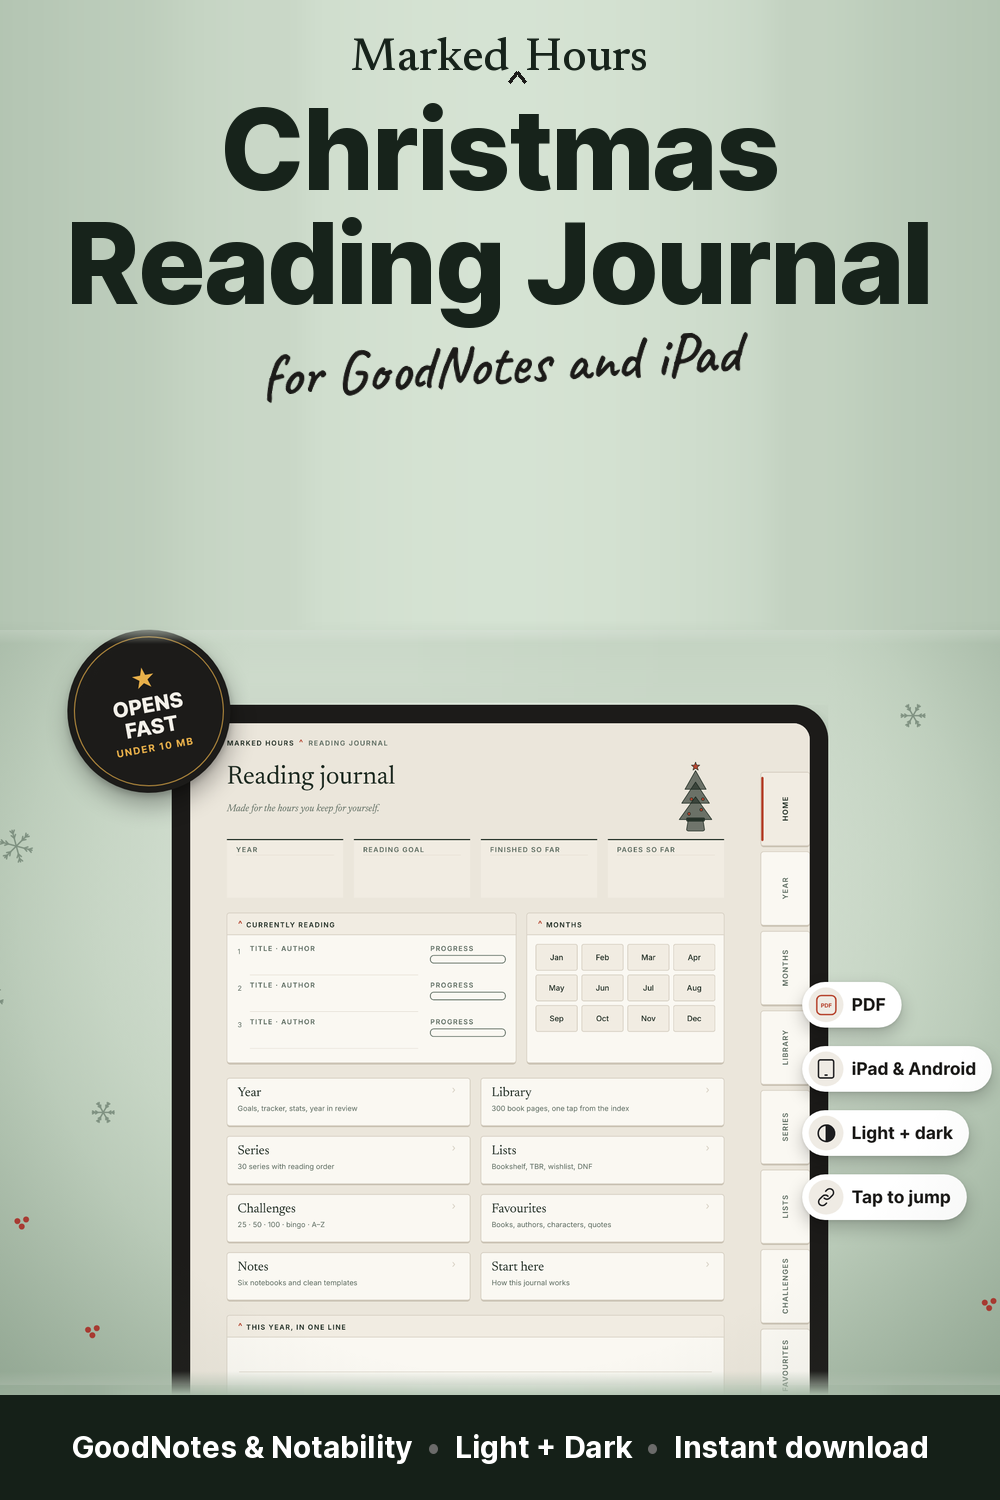 Marked ^ Hours
Christmas
Reading Journal
for GoodNotes and iPad
★
OPENS
FAST
UNDER 10 MB
MARKED HOURS ^ READING JOURNAL
Reading journal
Made for the hours you keep for yourself.
YEAR
READING GOAL
FINISHED SO FAR
PAGES SO FAR
^ CURRENTLY READING
1 TITLE · AUTHOR PROGRESS
2 TITLE · AUTHOR PROGRESS
3 TITLE · AUTHOR PROGRESS
^ MONTHS
Jan Feb Mar Apr
May Jun Jul Aug
Sep Oct Nov Dec
Year
Goals, tracker, stats, year in review
Library
300 book pages, one tap from the index
Series
30 series with reading order
Lists
Bookshelf, TBR, wishlist, DNF
Challenges
25 · 50 · 100 · bingo · A–Z
Favourites
Books, authors, characters, quotes
Notes
Six notebooks and clean templates
Start here
How this journal works
^ THIS YEAR, IN ONE LINE
HOME
YEAR
MONTHS
LIBRARY
SERIES
LISTS
CHALLENGES
FAVOURITES
PDF
PDF
iPad & Android
Light + dark
Tap to jump
GoodNotes & Notability • Light + Dark • Instant download